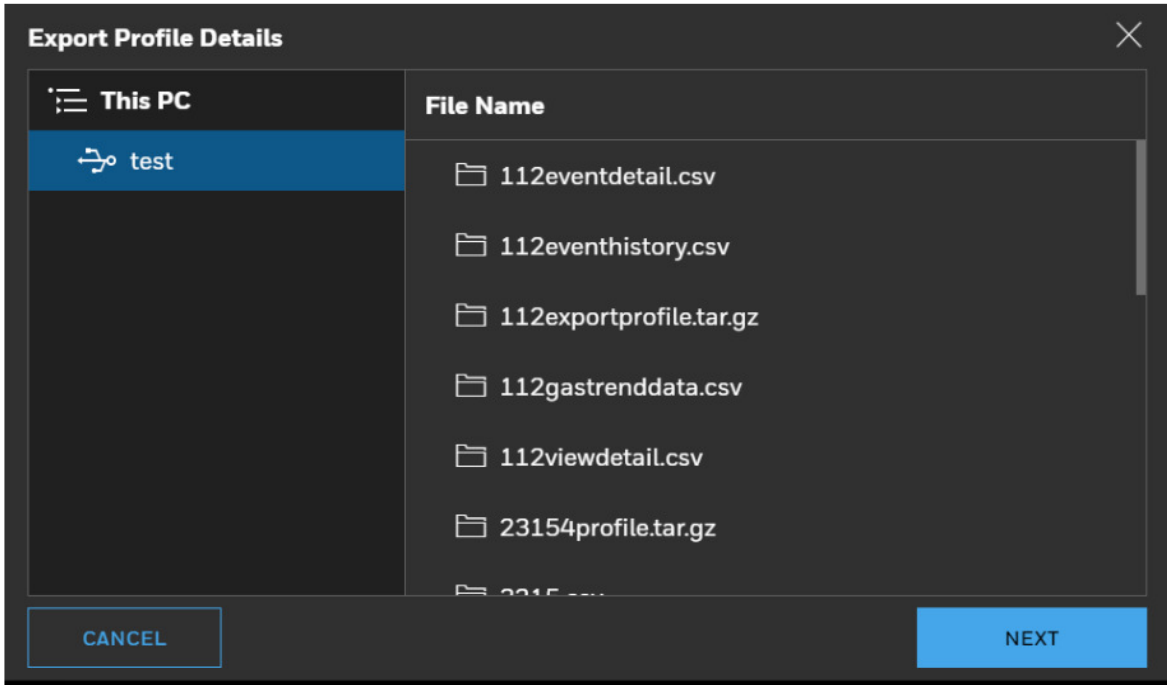 Export Profile Details
This PC
test
File Name
112eventdetail.csv
112eventhistory.csv
112exportprofile.tar.gz
112gastrenddata.csv
112viewdetail.csv
23154profile.tar.gz
CANCEL
NEXT